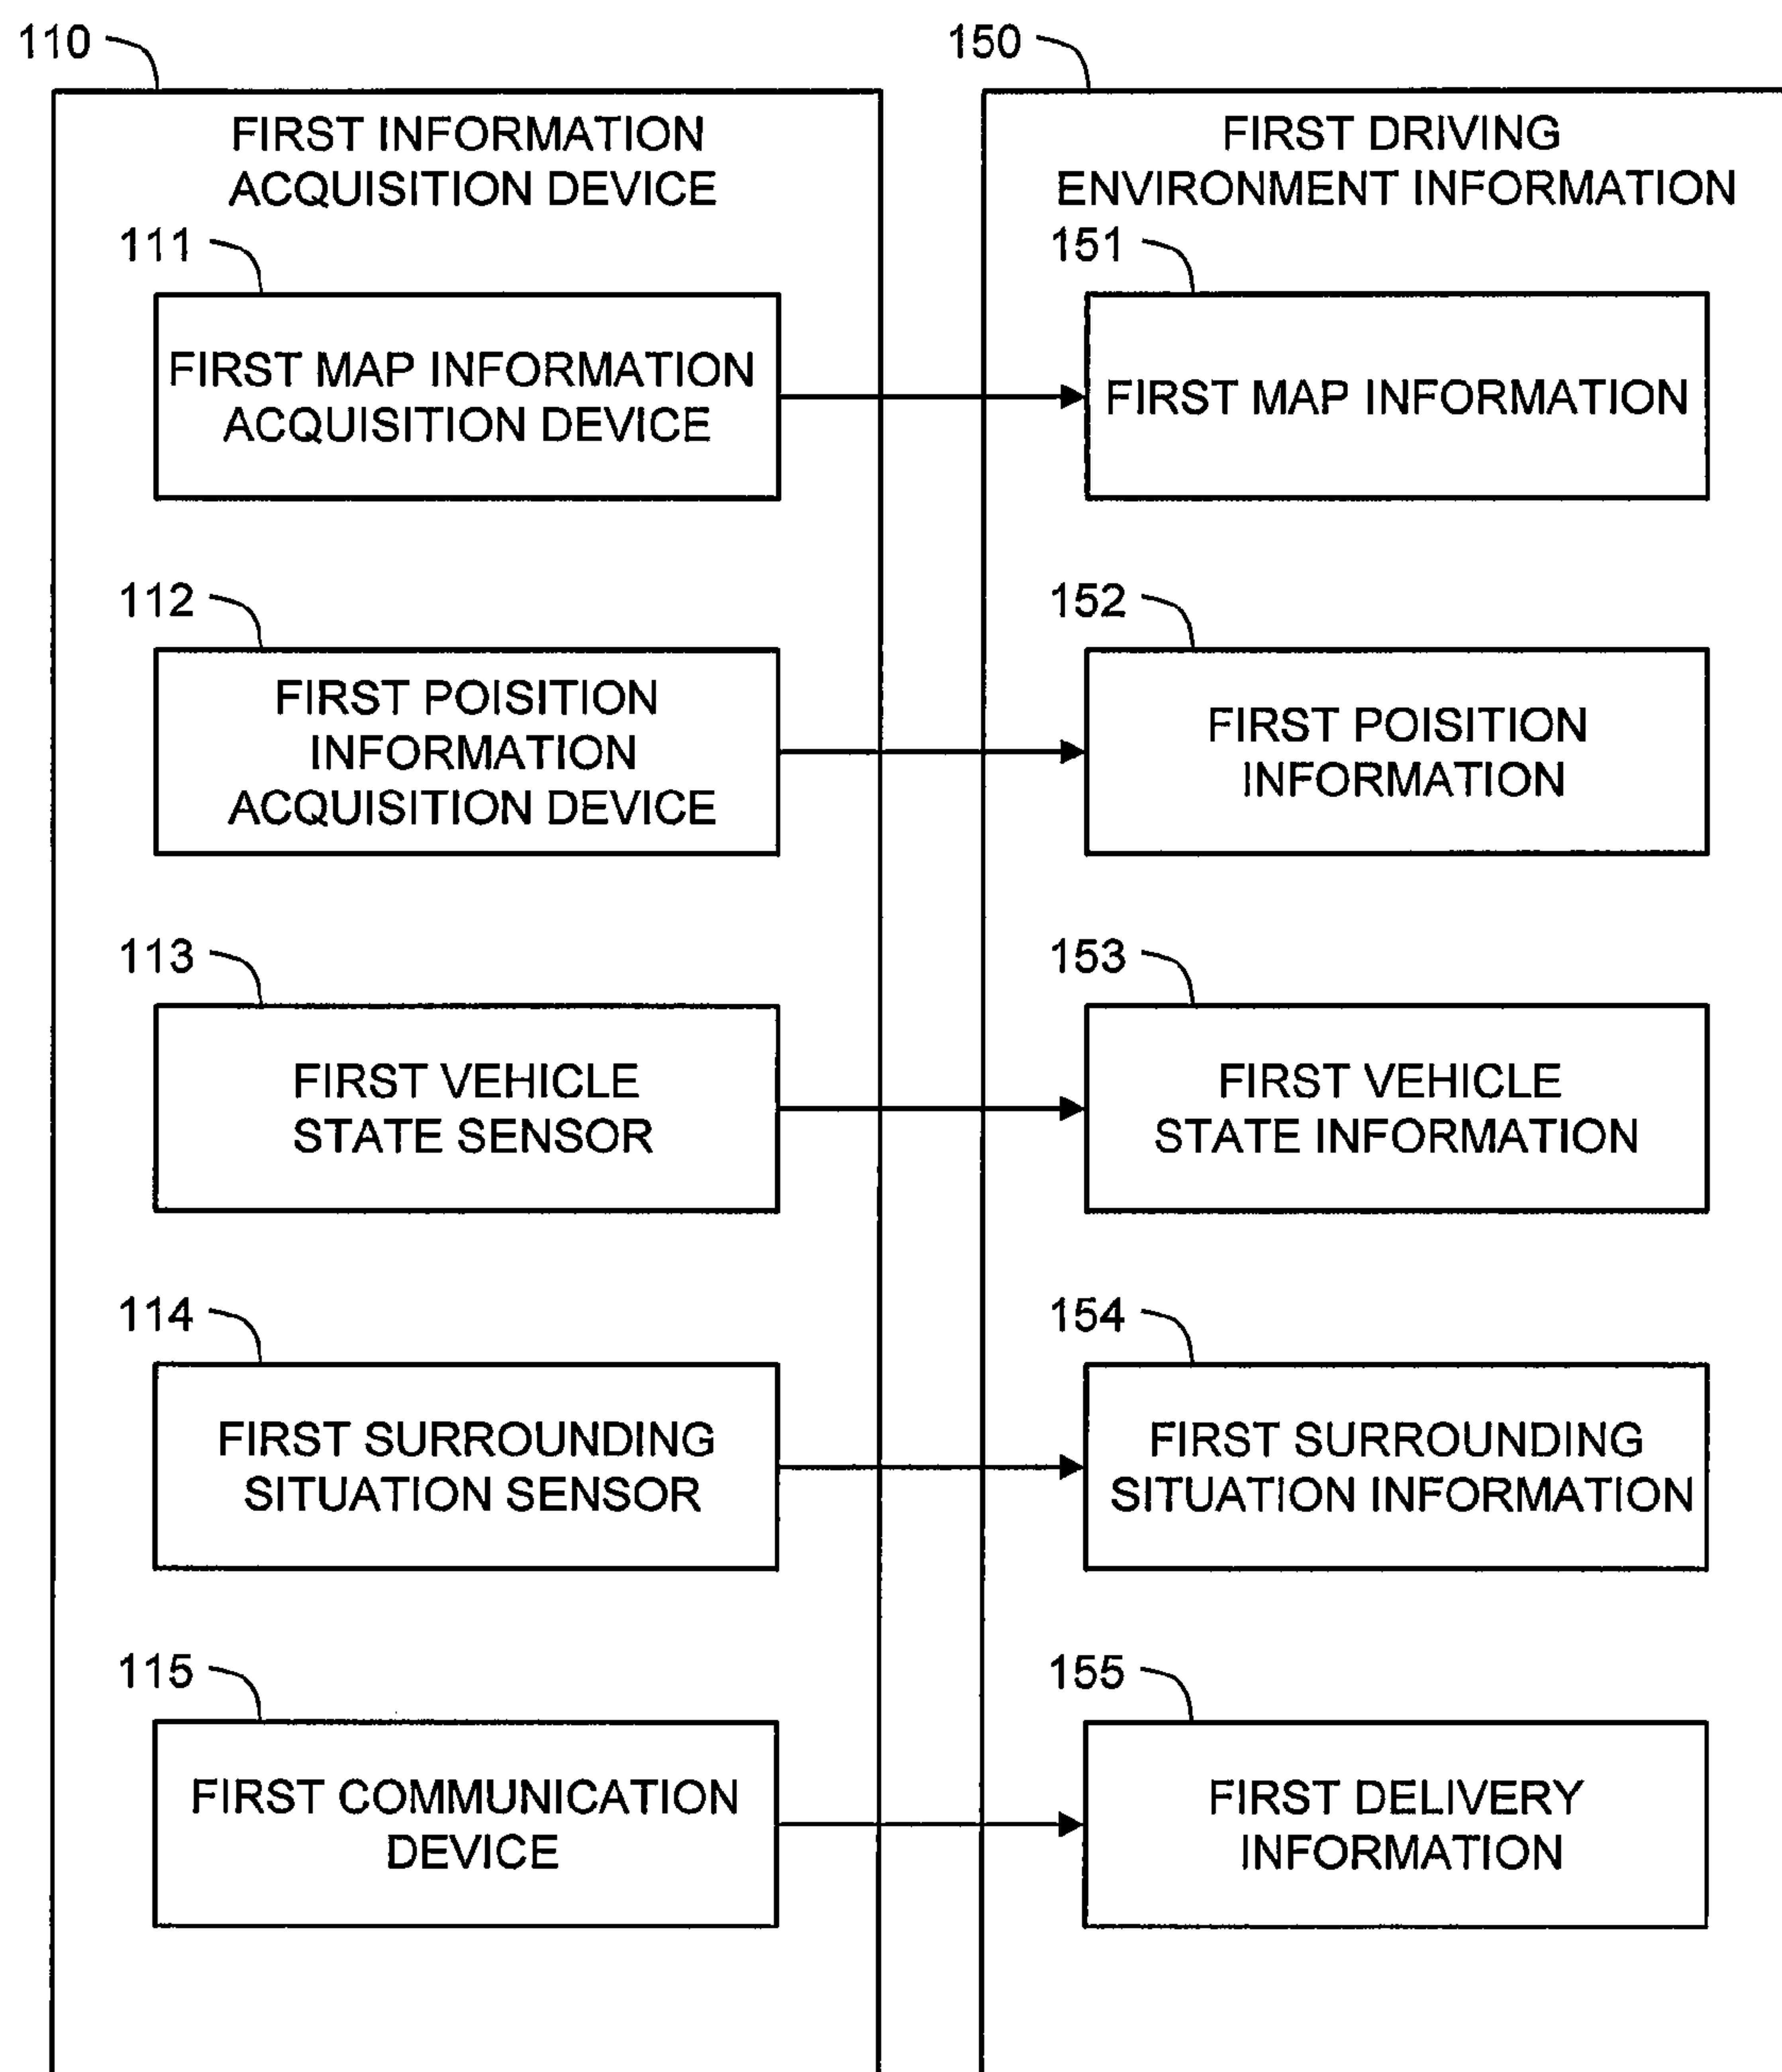 110
FIRST INFORMATION
ACQUISITION DEVICE
111
FIRST MAP INFORMATION
ACQUISITION DEVICE
112
FIRST POISITION
INFORMATION
ACQUISITION DEVICE
113
FIRST VEHICLE
STATE SENSOR
114
FIRST SURROUNDING
SITUATION SENSOR
115
FIRST COMMUNICATION
DEVICE
150
FIRST DRIVING
ENVIRONMENT INFORMATION
151
FIRST MAP INFORMATION
152
FIRST POISITION
INFORMATION
153
FIRST VEHICLE
STATE INFORMATION
154
FIRST SURROUNDING
SITUATION INFORMATION
155
FIRST DELIVERY
INFORMATION